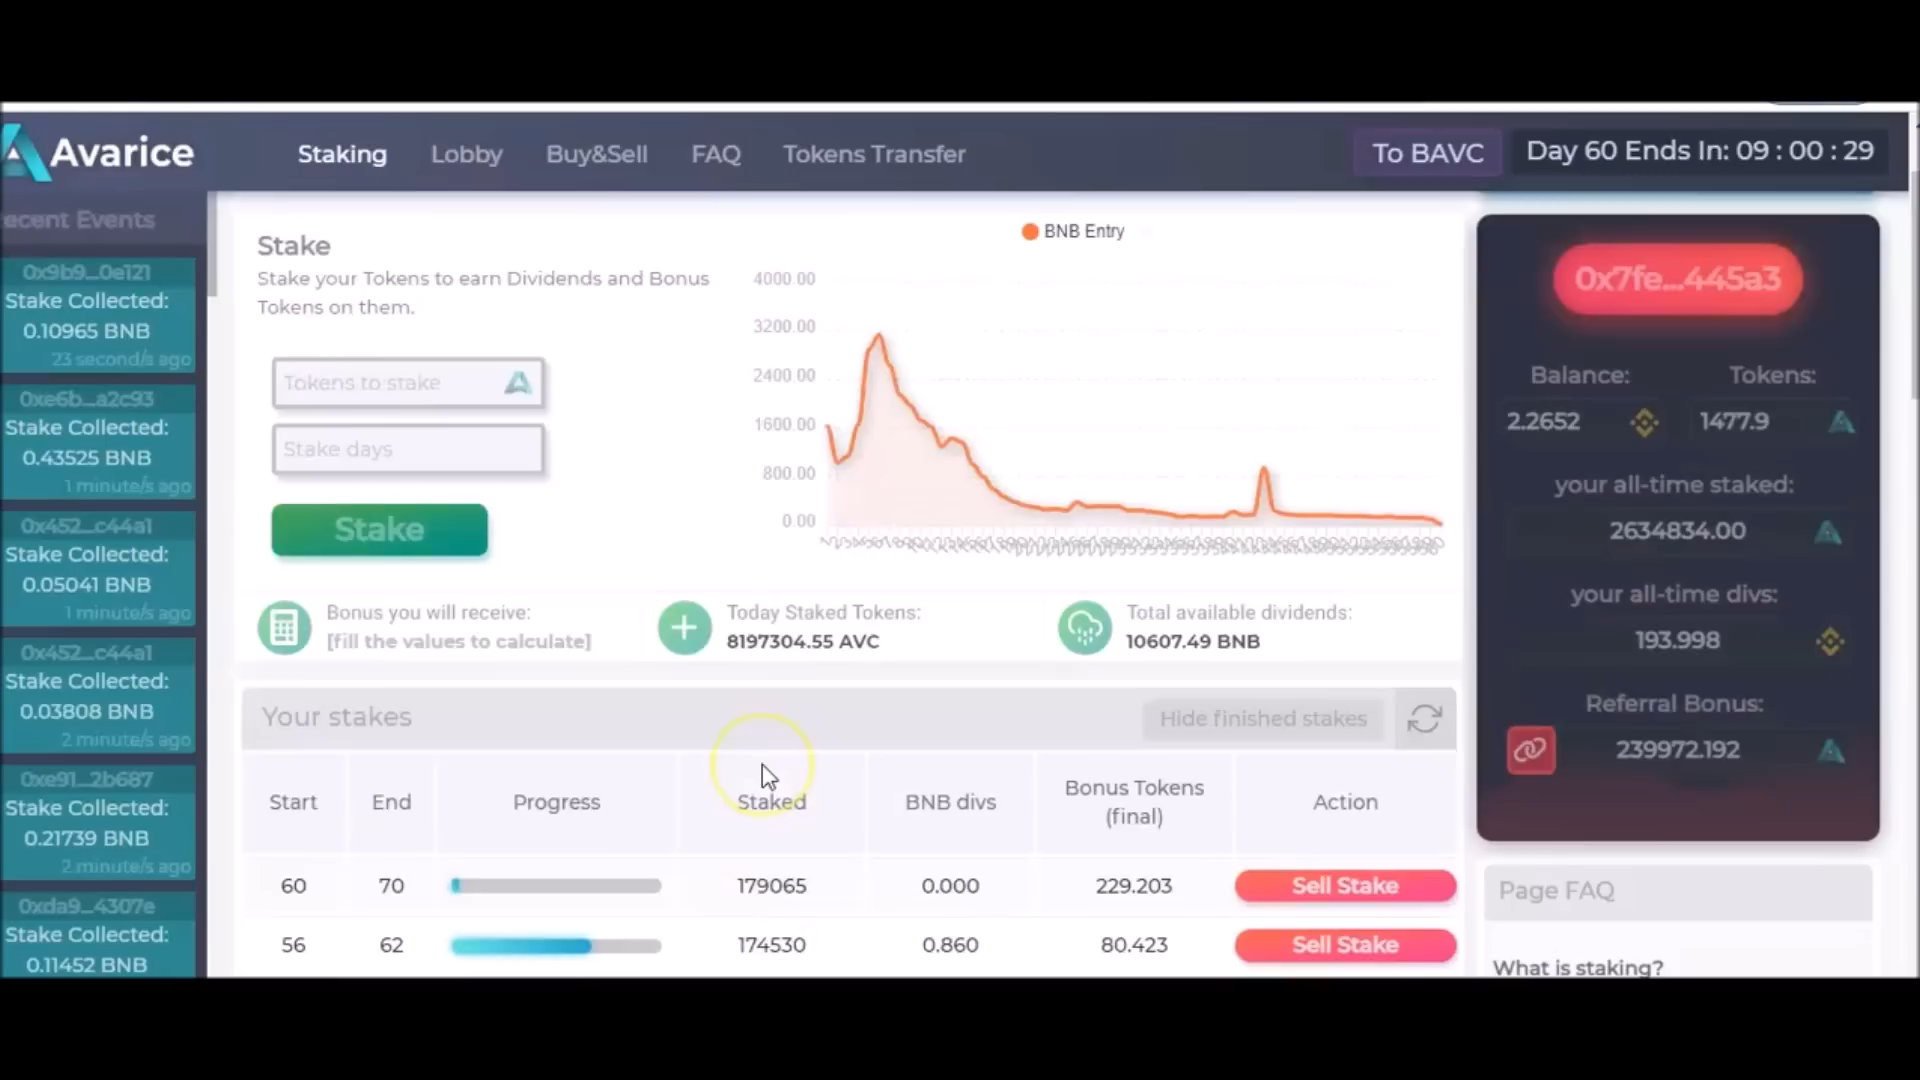 Avarice
Staking
Lobby
Buy&Sell
FAQ
Tokens Transfer
To BAVC
Day 60 Ends In: 09 : 00 : 29
ecent Events
0x9b9...0e121
Stake Collected:
0.10965 BNB
23 second/s ago
0xe6b...a2c93
Stake Collected:
0.43525 BNB
1 minute/s ago
0x452...c44a1
Stake Collected:
0.05041 BNB
1 minute/s ago
0x452...c44a1
Stake Collected:
0.03808 BNB
2 minute/s ago
0xe91...2b687
Stake Collected:
0.21739 BNB
2 minute/s ago
0xda9...4307e
Stake Collected:
0.11452 BNB
Stake
Stake your Tokens to earn Dividends and Bonus
Tokens on them.
Tokens to stake
Stake days
Stake
BNB Entry
4000.00
3200.00
2400.00
1600.00
800.00
0.00
Bonus you will receive:
[fill the values to calculate]
Today Staked Tokens:
8197304.55 AVC
Total available dividends:
10607.49 BNB
Your stakes
Hide finished stakes
Start End Progress Staked BNB divs Bonus Tokens (final) Action
60 70 179065 0.000 229.203 Sell Stake
56 62 174530 0.860 80.423 Sell Stake
0x7fe...445a3
Balance: Tokens:
2.2652 1477.9
your all-time staked:
2634834.00
your all-time divs:
193.998
Referral Bonus:
239972.192
Page FAQ
What is staking?